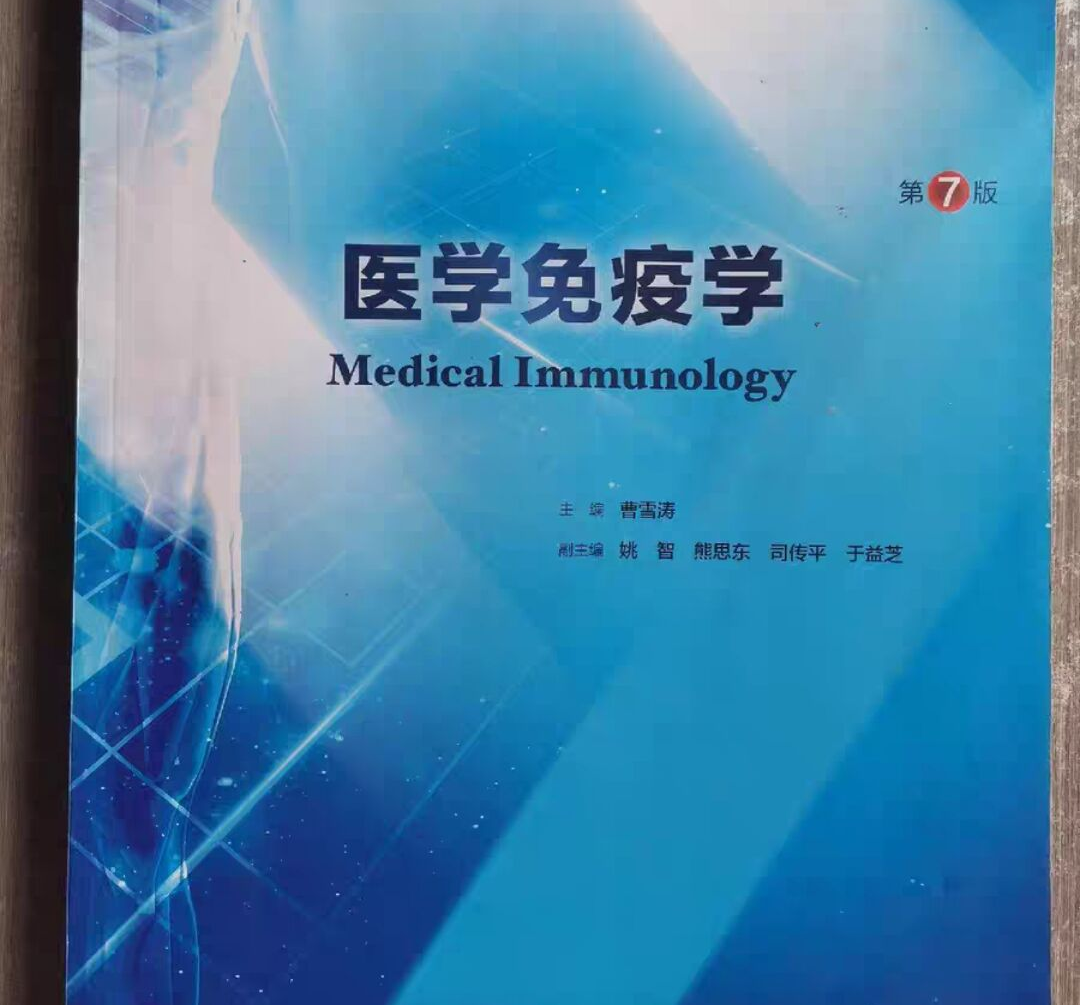 第7版
医学免疫学
Medical Immunology
主 编 曹雪涛
副主编 姚 智 熊思东 司传平 于益芝